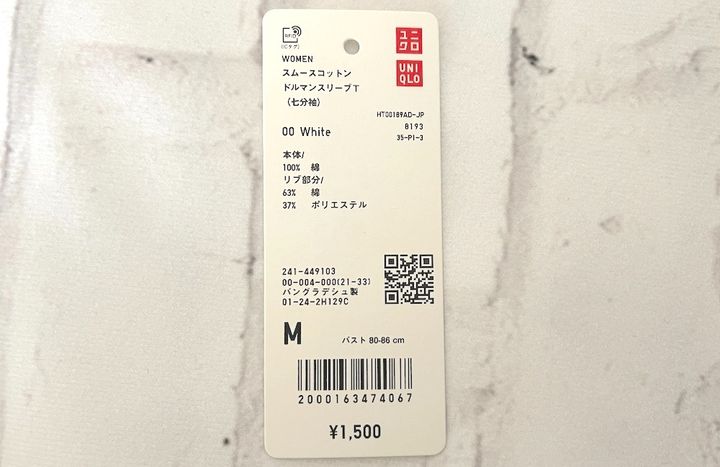 RFID
(ICタグ)
ユニ
クロ
UNI
QLO
WOMEN
スムースコットン
ドルマンスリーブT
(七分袖)
HT00189AD-JP
00 White
8193
35-PI-3
本体/
100% 綿
リブ部分/
63% 綿
37% ポリエステル
241-449103
00-004-000(21-33)
バングラデシュ製
01-24-2H129C
M バスト 80-86 cm
2000163474067
¥1,500